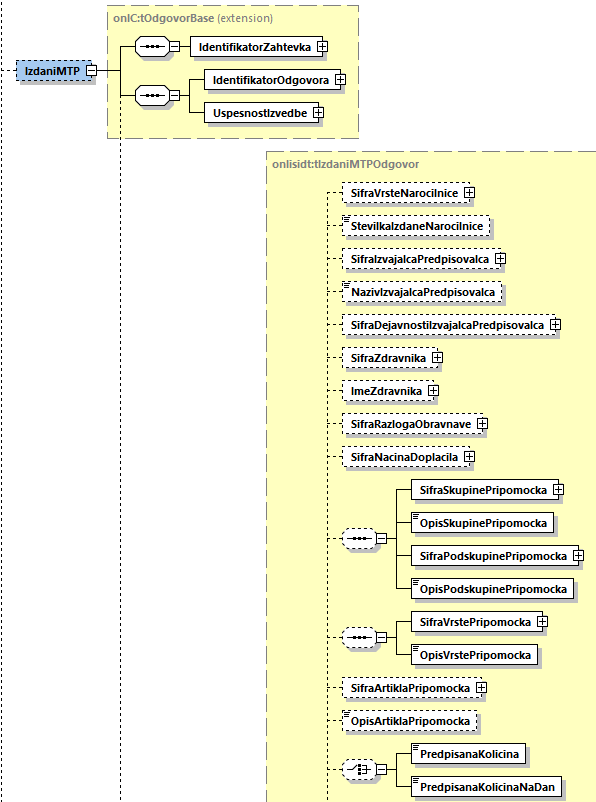 onlC:tOdgovorBase (extension)
IdentifikatorZahtevka
IzdaniMTP
IdentifikatorOdgovora
UspesnostIzvedbe
onlisidt:tIzdaniMTPOdgovor
SifraVrsteNarocilnice
StevilkaIzdaneNarocilnice
SifraIzvajalcaPredpisovalca
NazivIzvajalcaPredpisovalca
SifraDejavnostiIzvajalcaPredpisovalca
SifraZdravnika
ImeZdravnika
SifraRazlogaObravnave
SifraNacinaDoplacila
SifraSkupinePripomocka
OpisSkupinePripomocka
SifraPodskupinePripomocka
OpisPodskupinePripomocka
SifraVrstePripomocka
OpisVrstePripomocka
SifraArtiklaPripomocka
OpisArtiklaPripomocka
PredpisanaKolicina
PredpisanaKolicinaNaDan